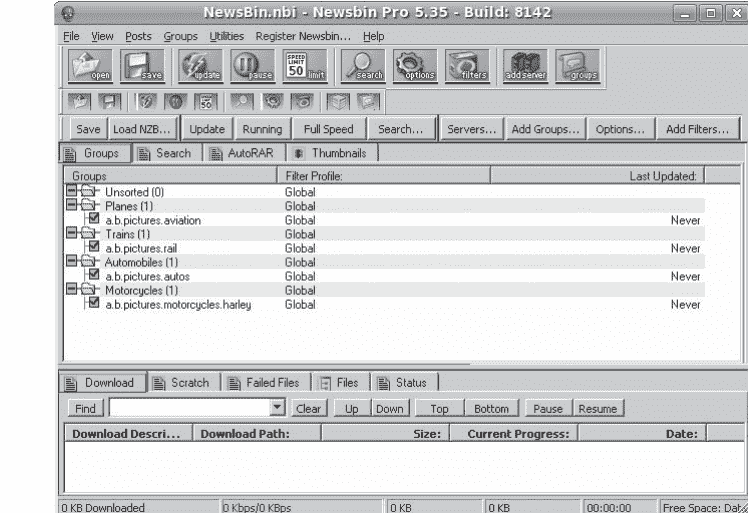 NewsBin.nbi - Newsbin Pro 5.35 - Build: 8142
File View Posts Groups Utilities Register Newsbin... Help
open save update pause SPEED LIMIT 50 limit search options filters add server groups
50
Save Load NZB... Update Running Full Speed Search... Servers... Add Groups... Options... Add Filters...
Groups Search AutoRAR Thumbnails
Groups Filter Profile: Last Updated:
Unsorted (0) Global
Planes (1) Global
a.b.pictures.aviation Global Never
Trains (1) Global
a.b.pictures.rail Global Never
Automobiles (1) Global
a.b.pictures.autos Global Never
Motorcycles (1) Global
a.b.pictures.motorcycles.harley Global Never
Download Scratch Failed Files Files Status
Find Clear Up Down Top Bottom Pause Resume
Download Descri... Download Path: Size: Current Progress: Date:
0 KB Downloaded 0 Kbps/0 KBps 0 KB 0 KB 00:00:00 Free Space: Dat